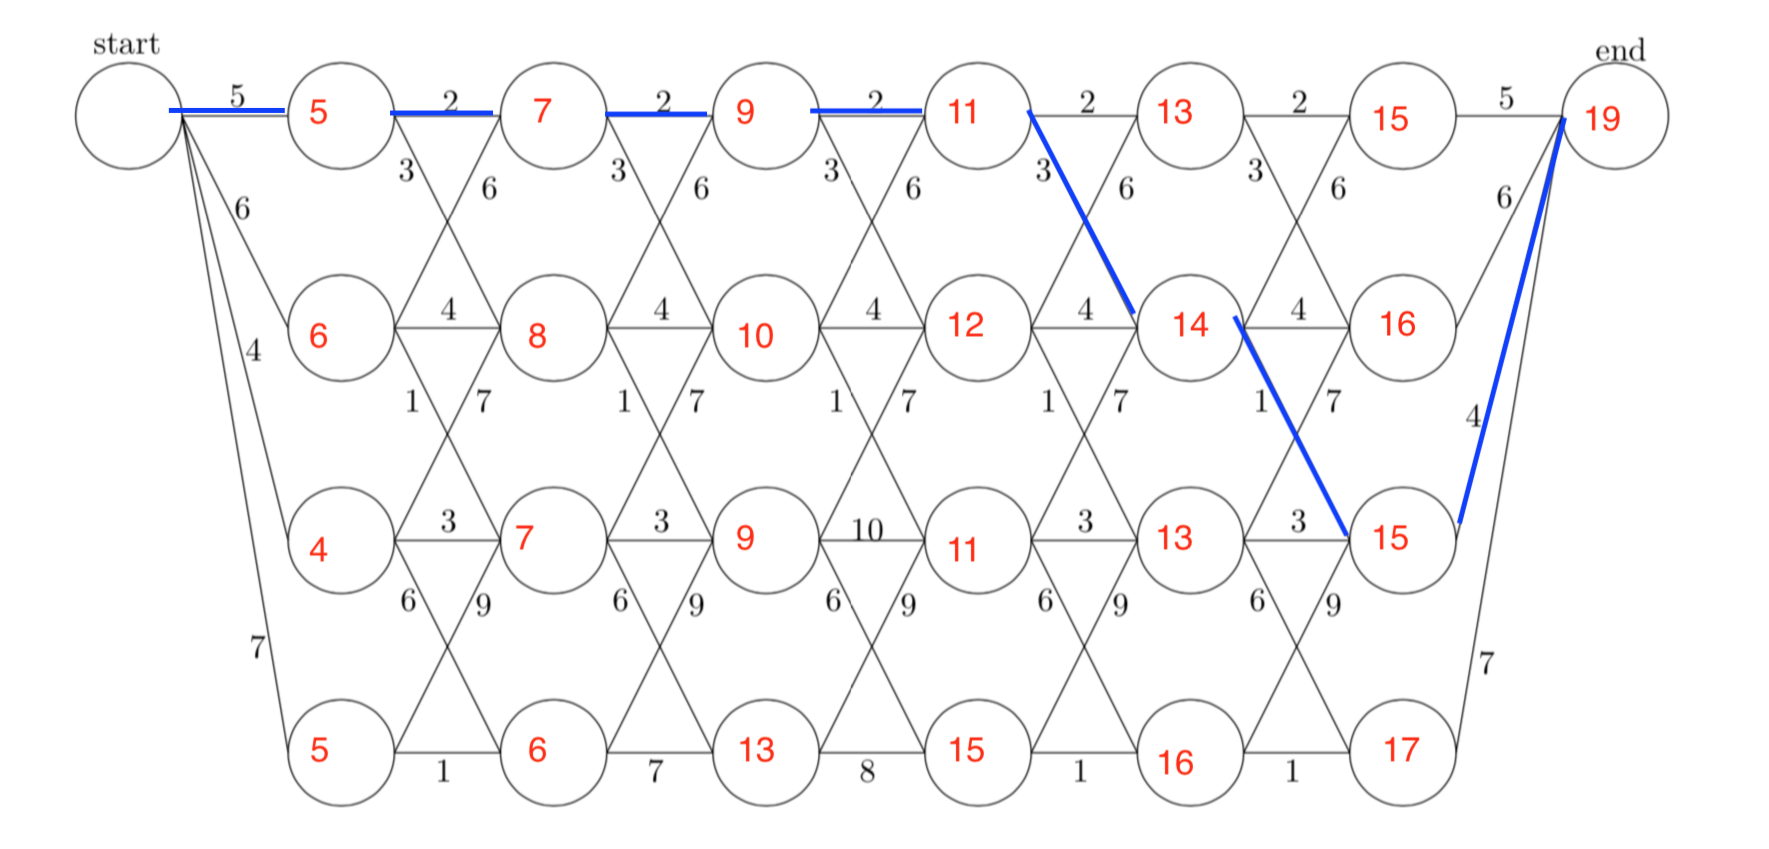 start
end
5 2 2 2 2 2 5
5 7 9 11 13 15 19
3 3 3 3 3
6 6 6 6 6 6 6
4 4 4 4 4
6 8 10 12 14 16
4
1 7 1 7 1 7 1 7 1 7 4
3 3 10 3 3
4 7 9 11 13 15
6 9 6 9 6 9 6 9 6 9
7 7
5 6 13 15 16 17
1 7 8 1 1